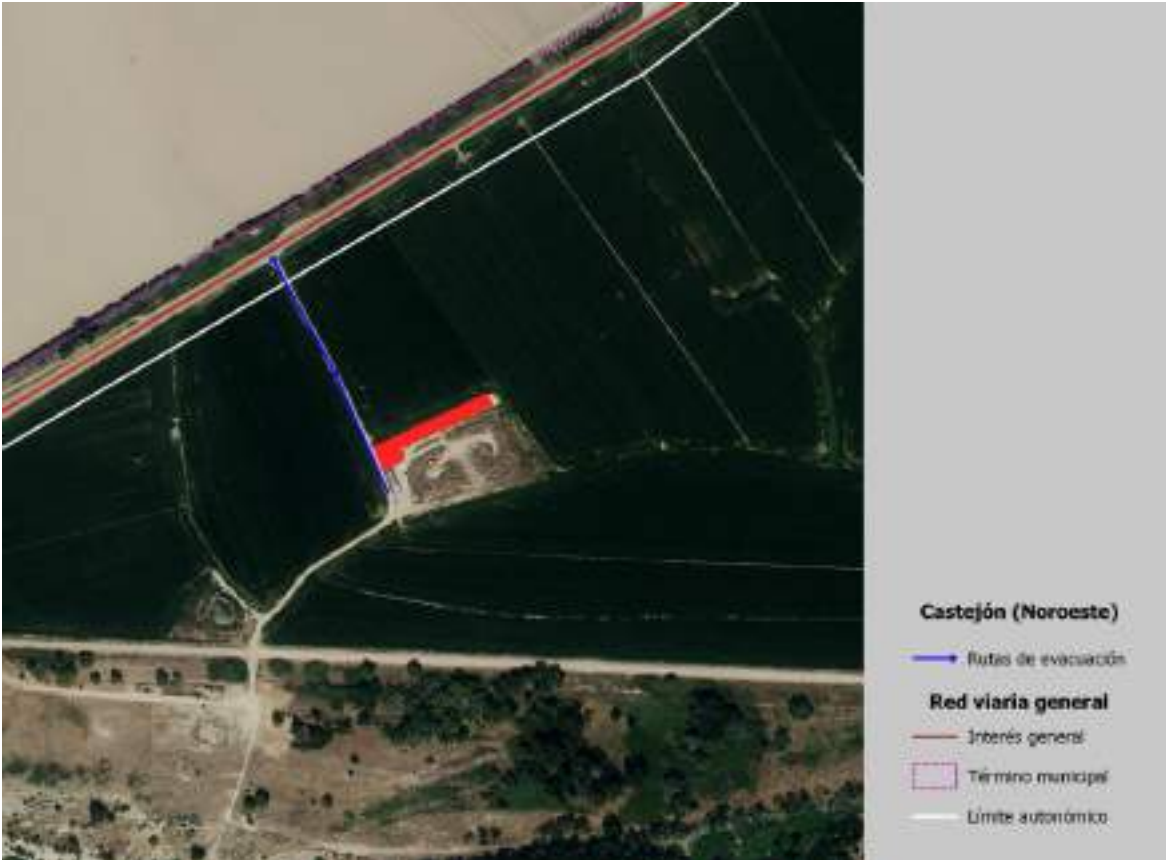 Castejón (Noroeste)
Rutas de evacuación
Red viaria general
Interés general
Término municipal
Límite autonómico